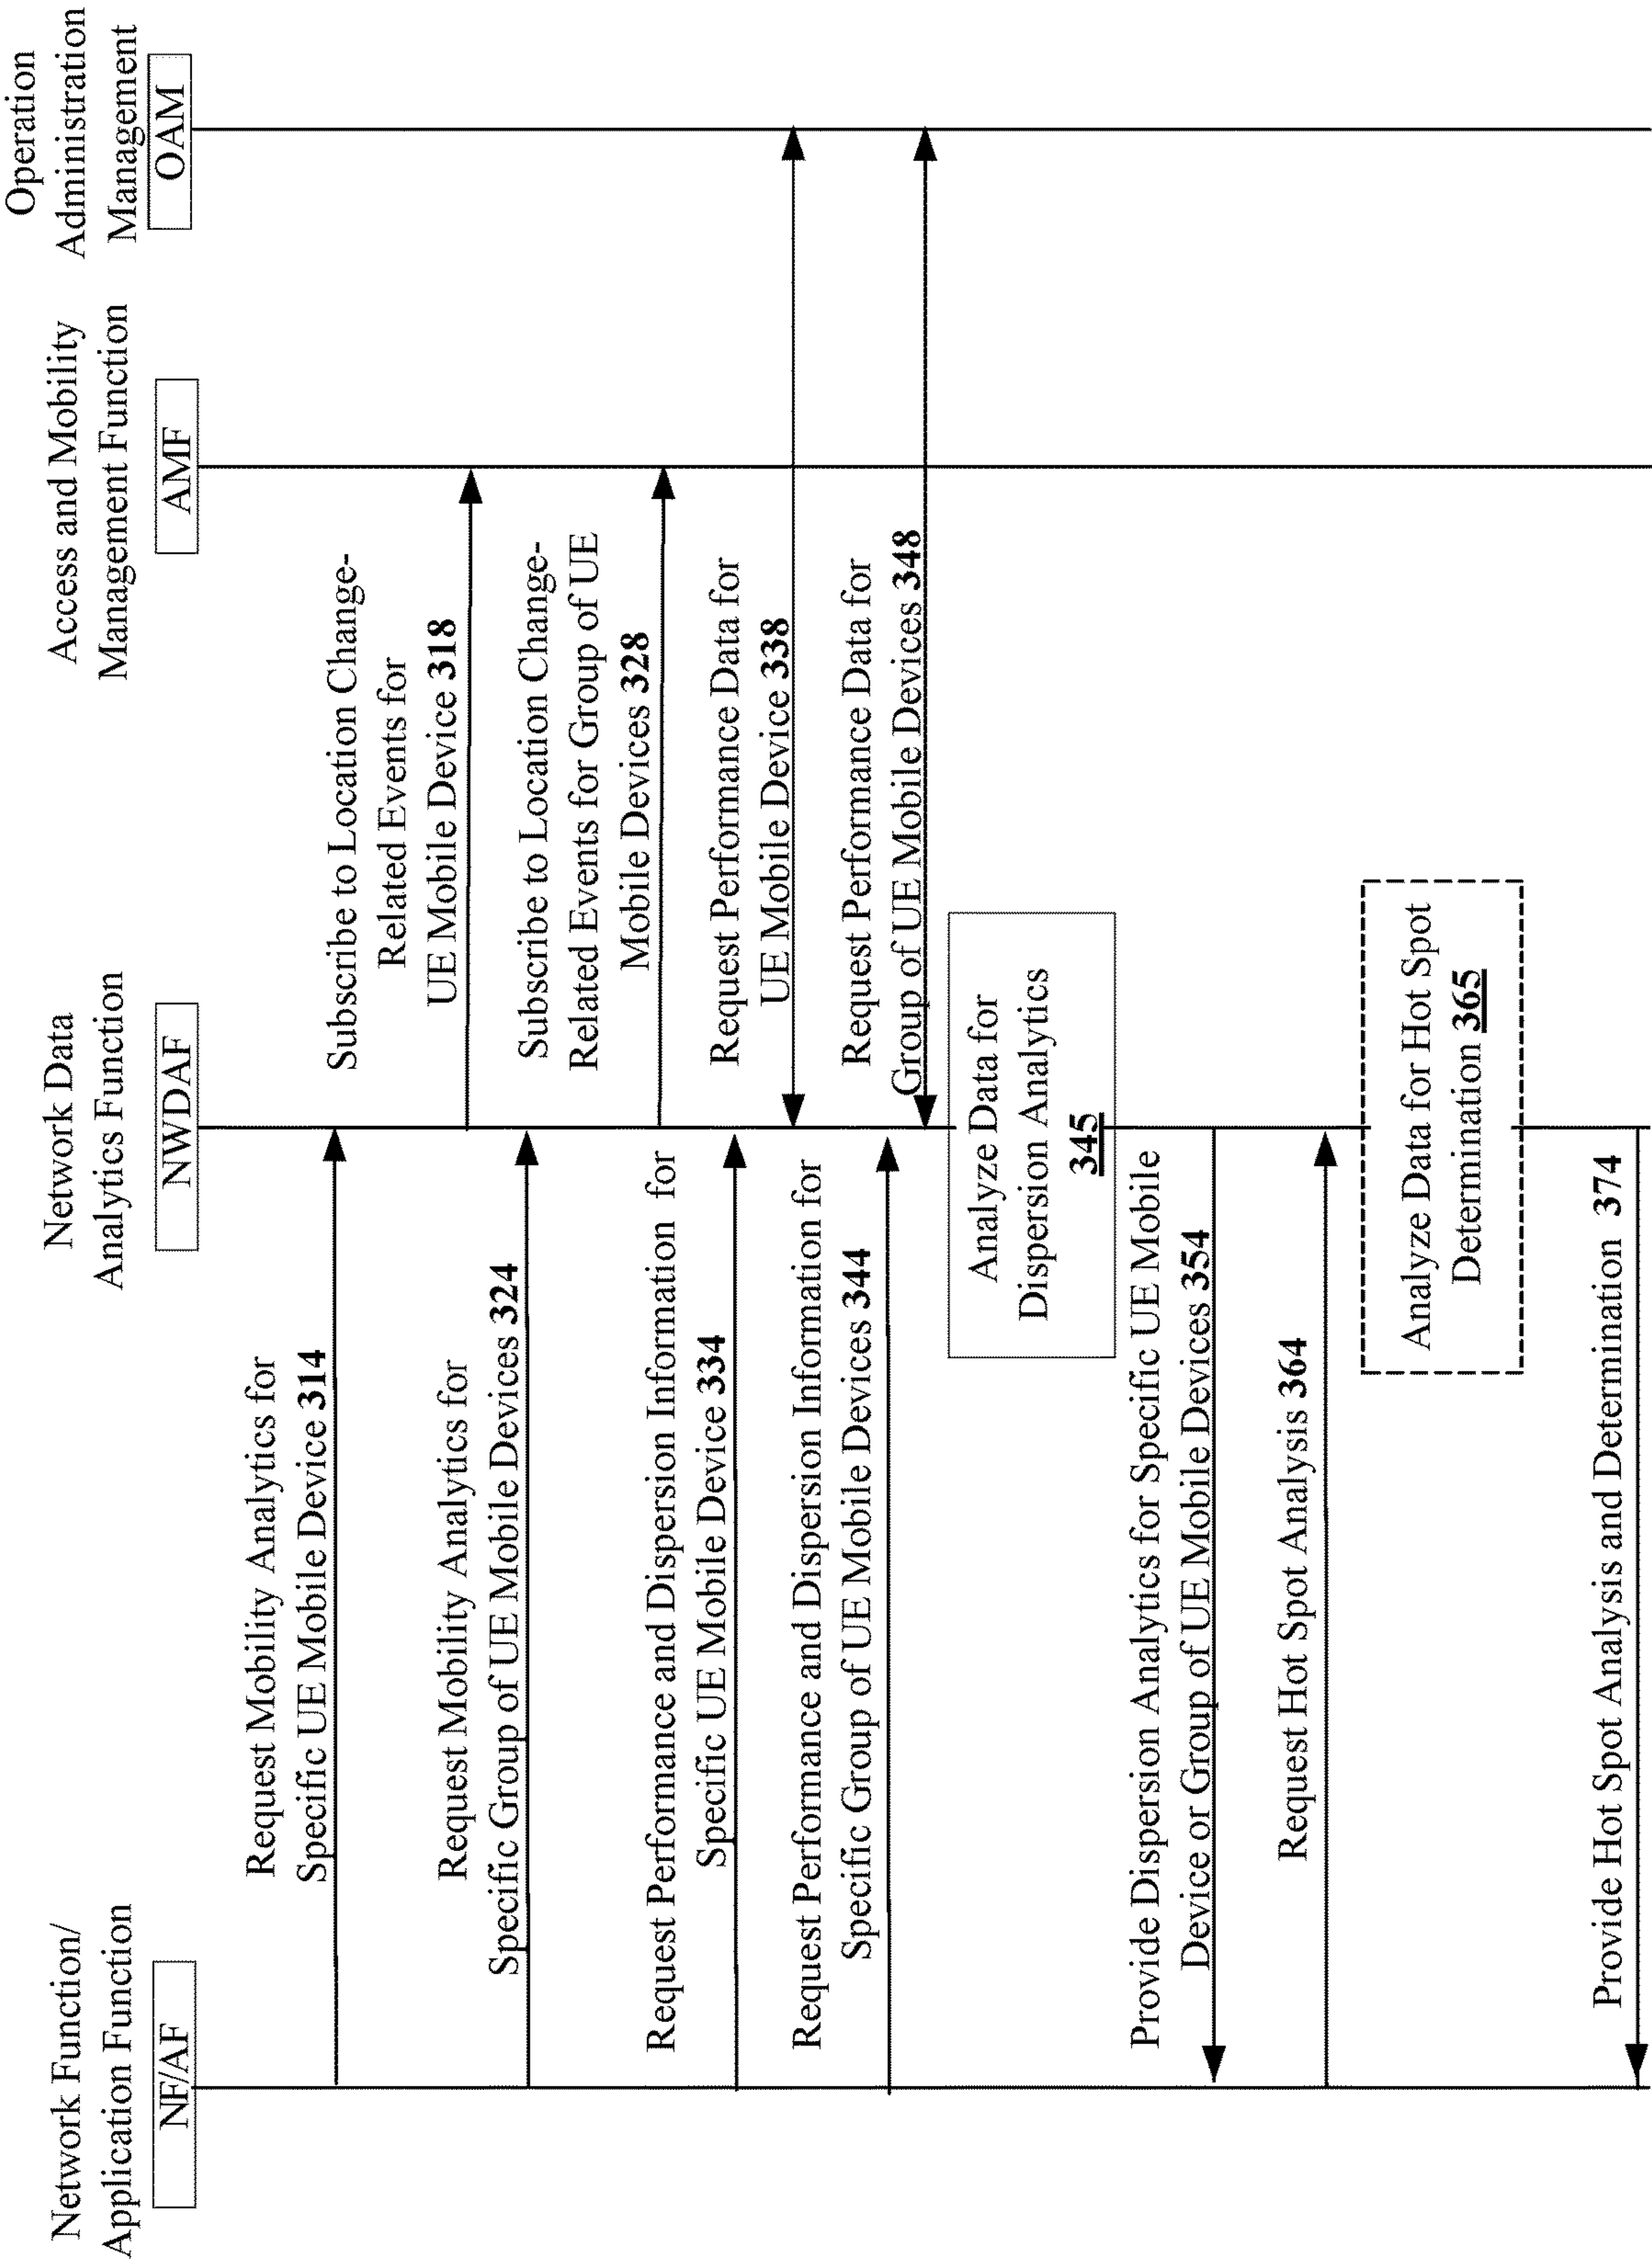 Network Function/
Application Function
NF/AF
Network Data
Analytics Function
NWDAF
Access and Mobility
Management Function
AMF
Operation
Administration
Management
OAM
Request Mobility Analytics for
Specific UE Mobile Device 314
Subscribe to Location Change-
Related Events for
UE Mobile Device 318
Request Mobility Analytics for
Specific Group of UE Mobile Devices 324
Subscribe to Location Change-
Related Events for Group of UE
Mobile Devices 328
Request Performance and Dispersion Information for
Specific UE Mobile Device 334
Request Performance Data for
UE Mobile Device 338
Request Performance and Dispersion Information for
Specific Group of UE Mobile Devices 344
Request Performance Data for
Group of UE Mobile Devices 348
Analyze Data for
Dispersion Analytics
345
Provide Dispersion Analytics for Specific UE Mobile
Device or Group of UE Mobile Devices 354
Request Hot Spot Analysis 364
Analyze Data for Hot Spot
Determination 365
Provide Hot Spot Analysis and Determination 374